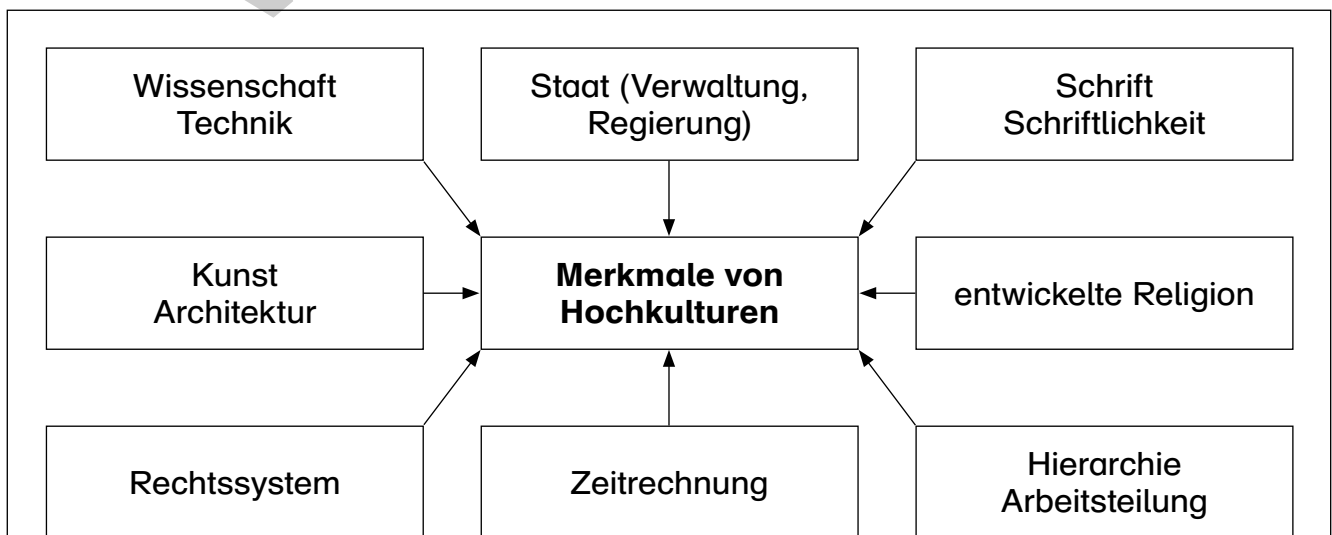 Wissenschaft
Technik
Staat (Verwaltung,
Regierung)
Schrift
Schriftlichkeit
Kunst
Architektur
Merkmale von
Hochkulturen
entwickelte Religion
Rechtssystem
Zeitrechnung
Hierarchie
Arbeitsteilung